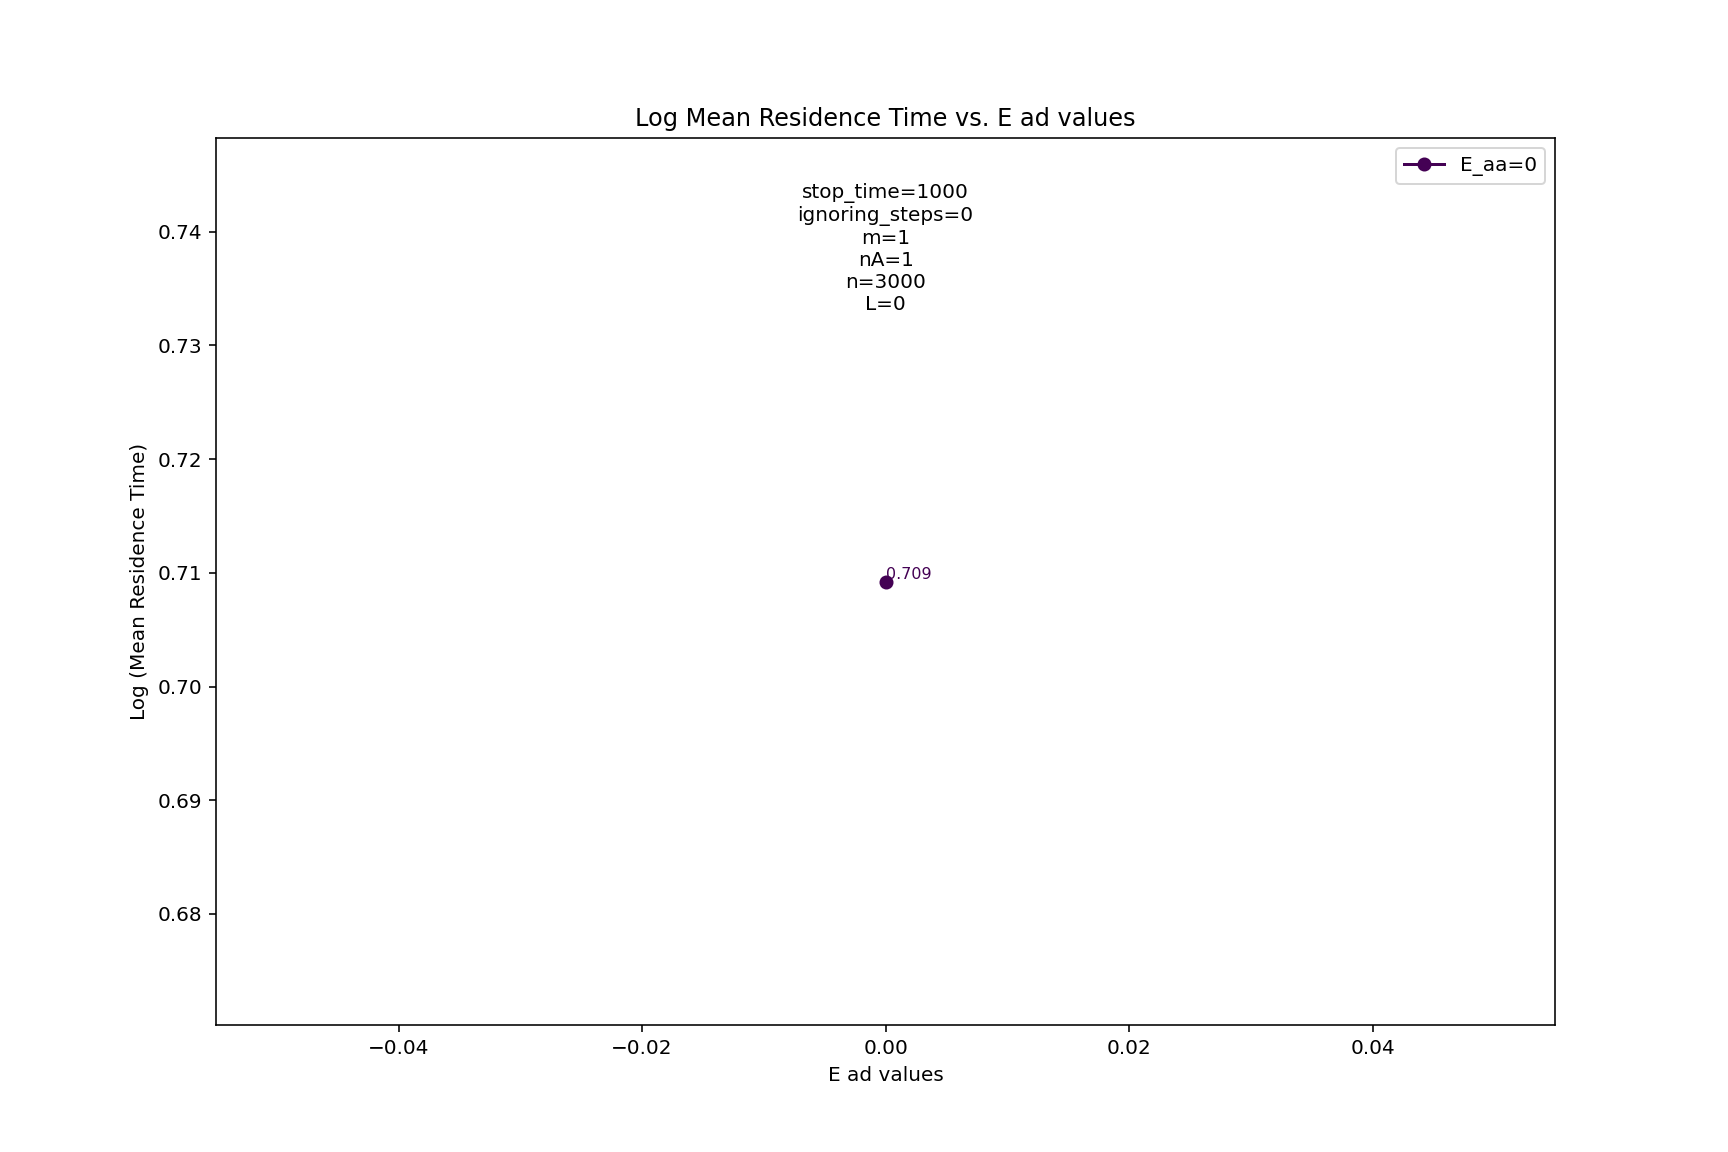 Log Mean Residence Time vs. E ad values
E_aa=0
stop_time=1000
ignoring_steps=0
m=1
nA=1
n=3000
L=0
0.74
0.73
0.72
0.71
0.70
0.69
0.68
Log (Mean Residence Time)
0.709
−0.04
−0.02
0.00
0.02
0.04
E ad values